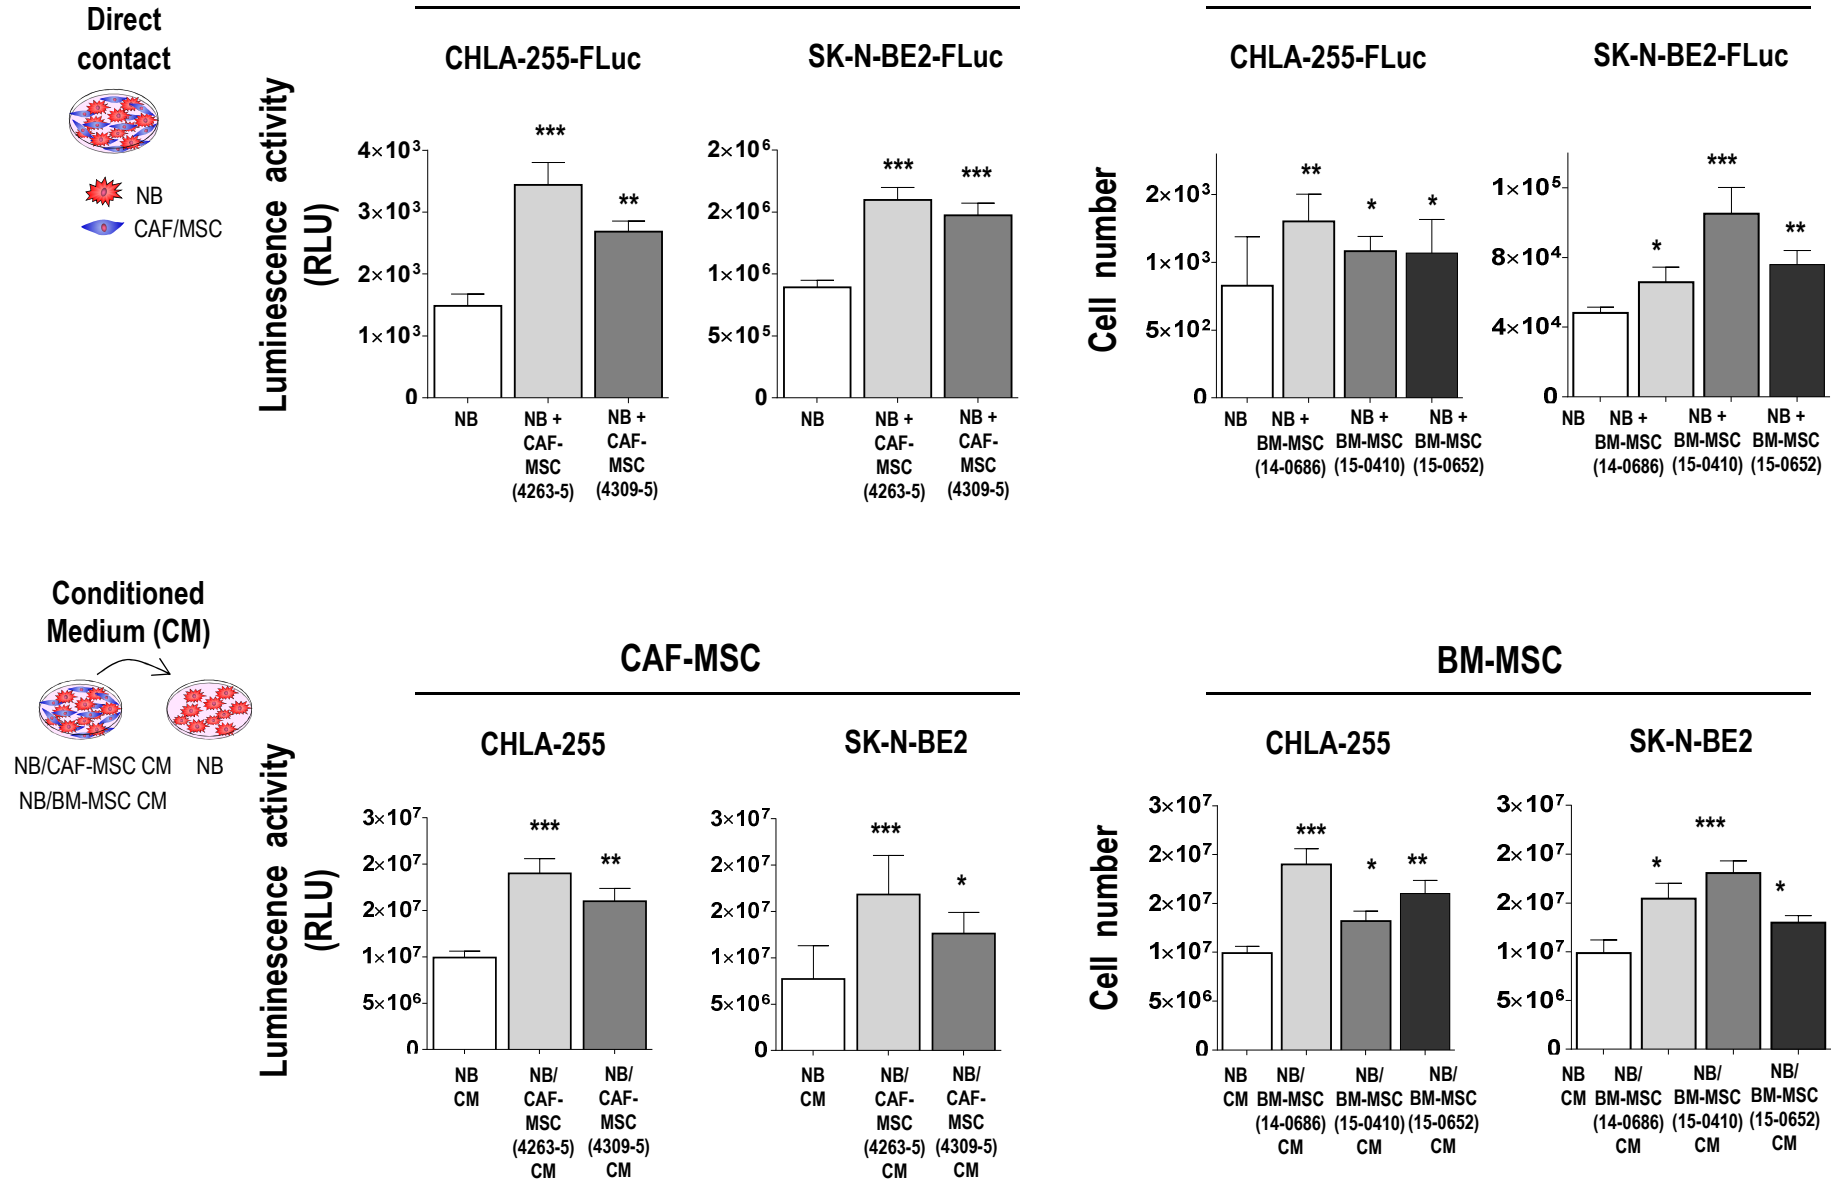 Direct
contact
NB
CAF/MSC
Luminescence activity
(RLU)
CHLA-255-FLuc
4×10³
3×10³
2×10³
1×10³
0
***
**
NB
NB +
CAF-
MSC
(4263-5)
NB +
CAF-
MSC
(4309-5)
SK-N-BE2-FLuc
2×10⁶
2×10⁶
1×10⁶
5×10⁵
0
***
***
NB
NB +
CAF-
MSC
(4263-5)
NB +
CAF-
MSC
(4309-5)
Cell number
CHLA-255-FLuc
2×10³
1×10³
5×10²
0
**
*
*
NB
NB +
BM-MSC
(14-0686)
NB +
BM-MSC
(15-0410)
NB +
BM-MSC
(15-0652)
SK-N-BE2-FLuc
1×10⁵
8×10⁴
4×10⁴
0
*
***
**
NB
NB +
BM-MSC
(14-0686)
NB +
BM-MSC
(15-0410)
NB +
BM-MSC
(15-0652)
Conditioned
Medium (CM)
NB/CAF-MSC CM NB
NB/BM-MSC CM
CAF-MSC
Luminescence activity
(RLU)
CHLA-255
3×10⁷
2×10⁷
2×10⁷
1×10⁷
5×10⁶
0
***
**
NB
CM
NB/
CAF-
MSC
(4263-5)
CM
NB/
CAF-
MSC
(4309-5)
CM
SK-N-BE2
3×10⁷
2×10⁷
2×10⁷
1×10⁷
5×10⁶
0
***
*
NB
CM
NB/
CAF-
MSC
(4263-5)
CM
NB/
CAF-
MSC
(4309-5)
CM
BM-MSC
Cell number
CHLA-255
3×10⁷
2×10⁷
2×10⁷
1×10⁷
5×10⁶
0
***
*
**
NB
CM
NB/
BM-MSC
(14-0686)
CM
NB/
BM-MSC
(15-0410)
CM
NB/
BM-MSC
(15-0652)
CM
SK-N-BE2
3×10⁷
2×10⁷
2×10⁷
1×10⁷
5×10⁶
0
*
***
*
NB
CM
NB/
BM-MSC
(14-0686)
CM
NB/
BM-MSC
(15-0410)
CM
NB/
BM-MSC
(15-0652)
CM